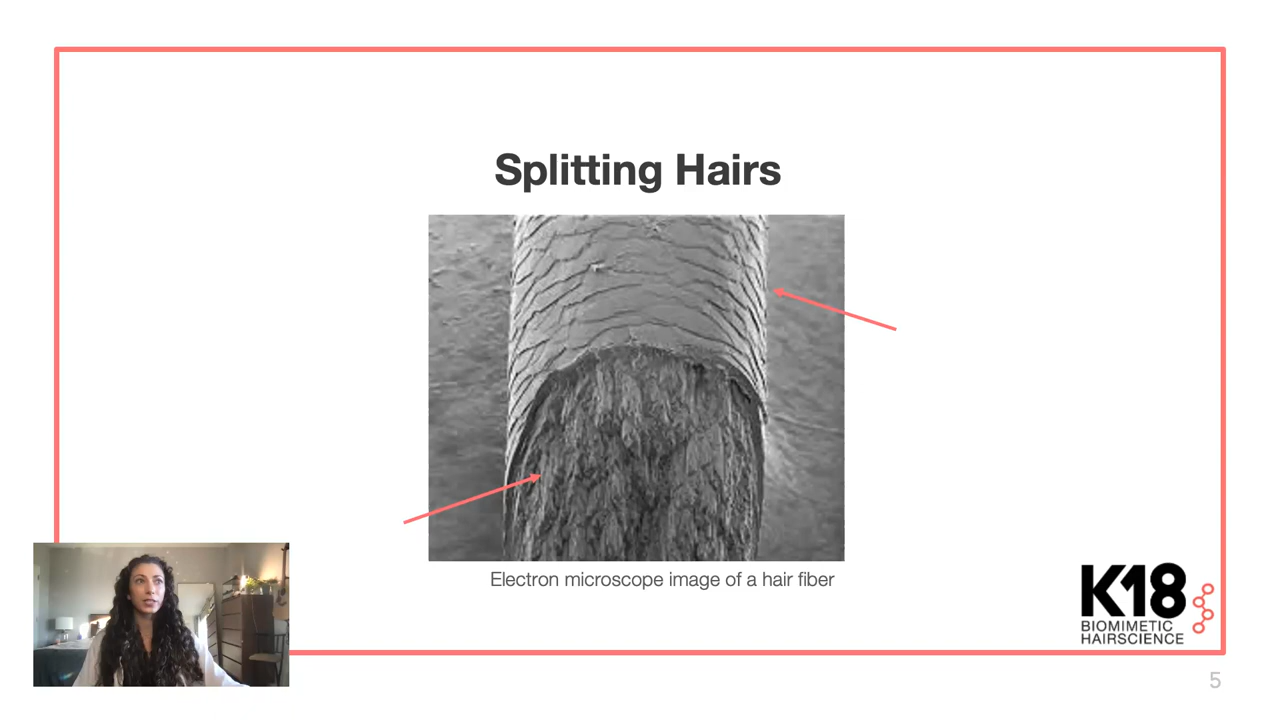 Splitting Hairs
Electron microscope image of a hair fiber
K18
BIOMIMETIC
HAIRSCIENCE
5